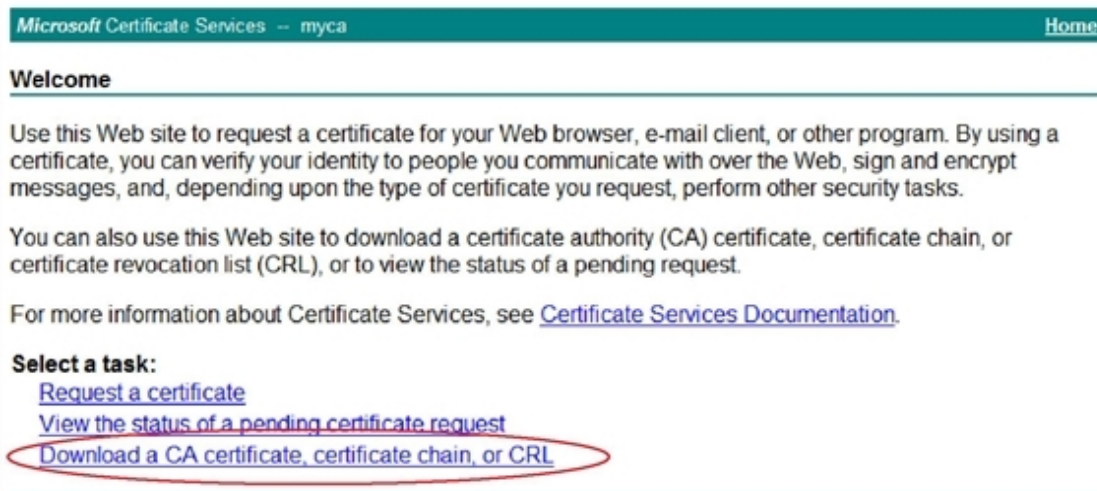 Microsoft Certificate Services -- myca Home
Welcome
Use this Web site to request a certificate for your Web browser, e-mail client, or other program. By using a
certificate, you can verify your identity to people you communicate with over the Web, sign and encrypt
messages, and, depending upon the type of certificate you request, perform other security tasks.
You can also use this Web site to download a certificate authority (CA) certificate, certificate chain, or
certificate revocation list (CRL), or to view the status of a pending request.
For more information about Certificate Services, see Certificate Services Documentation.
Select a task:
Request a certificate
View the status of a pending certificate request
Download a CA certificate, certificate chain, or CRL